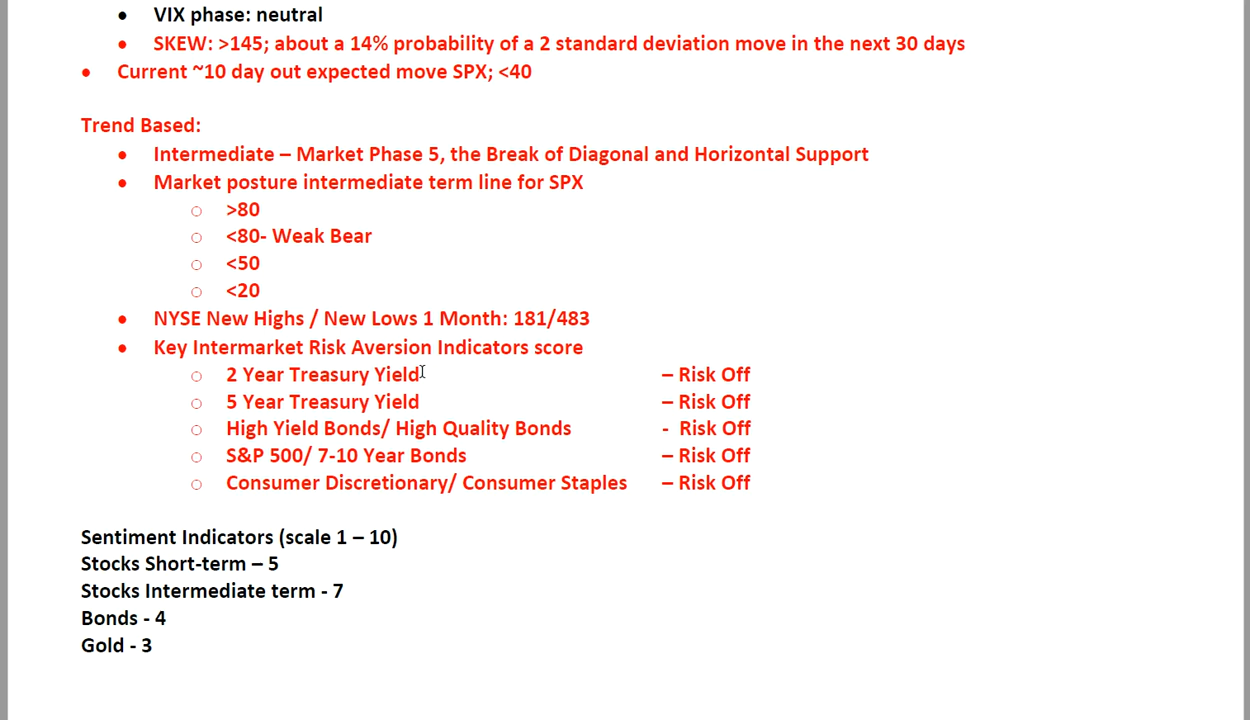 • VIX phase: neutral
• SKEW: >145; about a 14% probability of a 2 standard deviation move in the next 30 days
• Current ~10 day out expected move SPX; <40
Trend Based:
• Intermediate – Market Phase 5, the Break of Diagonal and Horizontal Support
• Market posture intermediate term line for SPX
○ >80
○ <80- Weak Bear
○ <50
○ <20
• NYSE New Highs / New Lows 1 Month: 181/483
• Key Intermarket Risk Aversion Indicators score
○ 2 Year Treasury Yield – Risk Off
○ 5 Year Treasury Yield – Risk Off
○ High Yield Bonds/ High Quality Bonds - Risk Off
○ S&P 500/ 7-10 Year Bonds – Risk Off
○ Consumer Discretionary/ Consumer Staples – Risk Off
Sentiment Indicators (scale 1 – 10)
Stocks Short-term – 5
Stocks Intermediate term - 7
Bonds - 4
Gold - 3